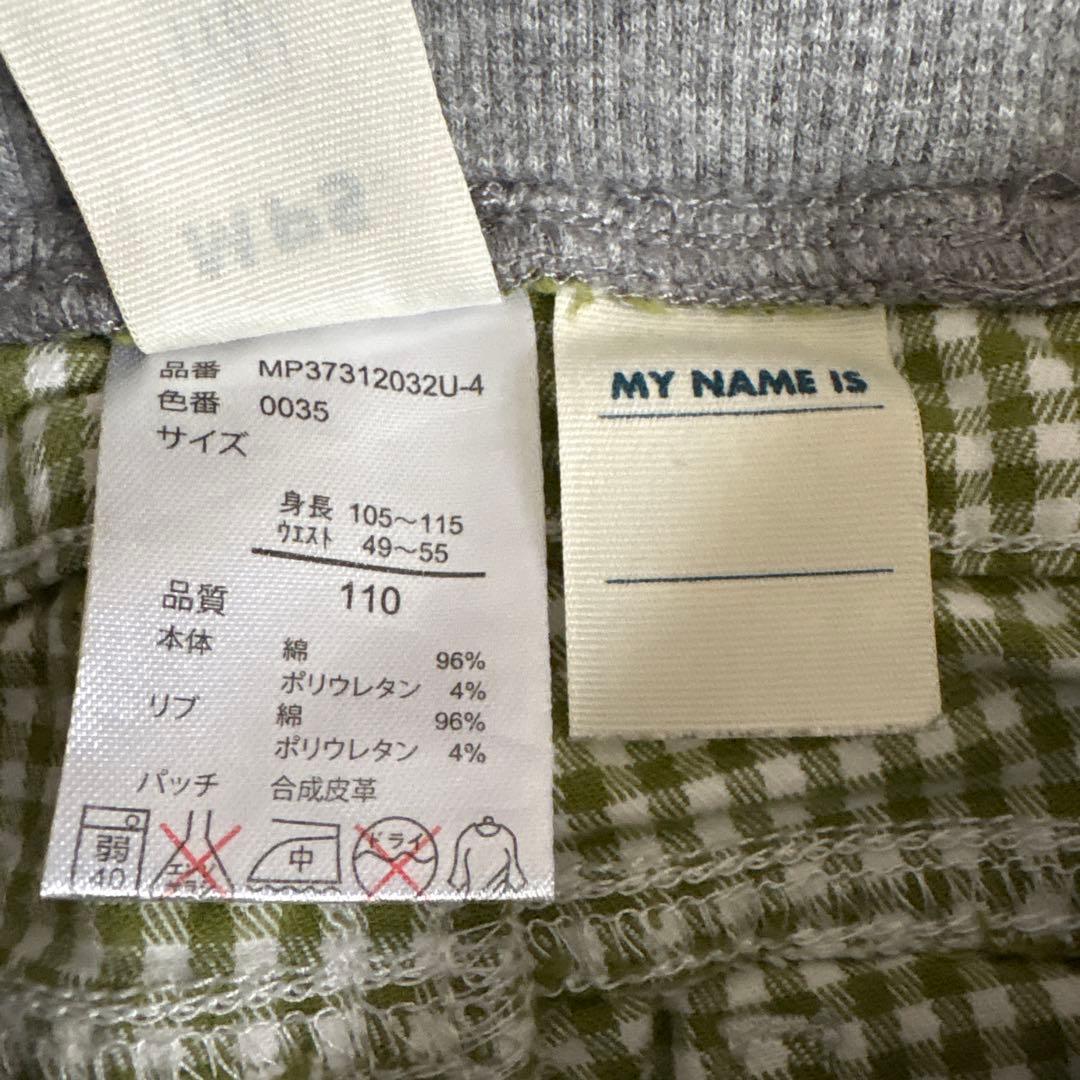 品番 MP37312032U-4
色番 0035
サイズ
身長 105～115
ウエスト 49～55
110
品質
本体 綿 96%
ポリウレタン 4%
リブ 綿 96%
ポリウレタン 4%
パッチ 合成皮革
弱 40 中 ドライ
MY NAME IS